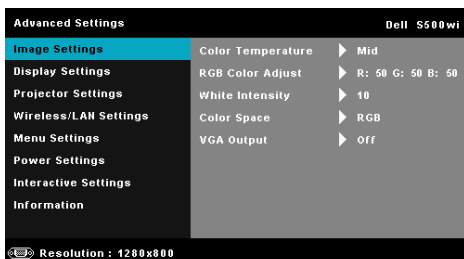 Advanced Settings Dell S500wi
Image Settings Color Temperature Mid
Display Settings RGB Color Adjust R: 50 G: 50 B: 50
Projector Settings White Intensity 10
Wireless/LAN Settings Color Space RGB
Menu Settings VGA Output Off
Power Settings
Interactive Settings
Information
Resolution : 1280x800